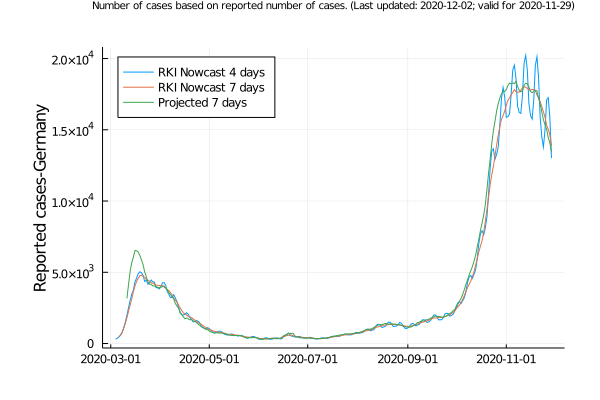 Number of cases based on reported number of cases. (Last updated: 2020-12-02; valid for 2020-11-29)
2.0×10⁴
RKI Nowcast 4 days
RKI Nowcast 7 days
Projected 7 days
1.5×10⁴
1.0×10⁴
5.0×10³
0
Reported cases-Germany
2020-03-01 2020-05-01 2020-07-01 2020-09-01 2020-11-01